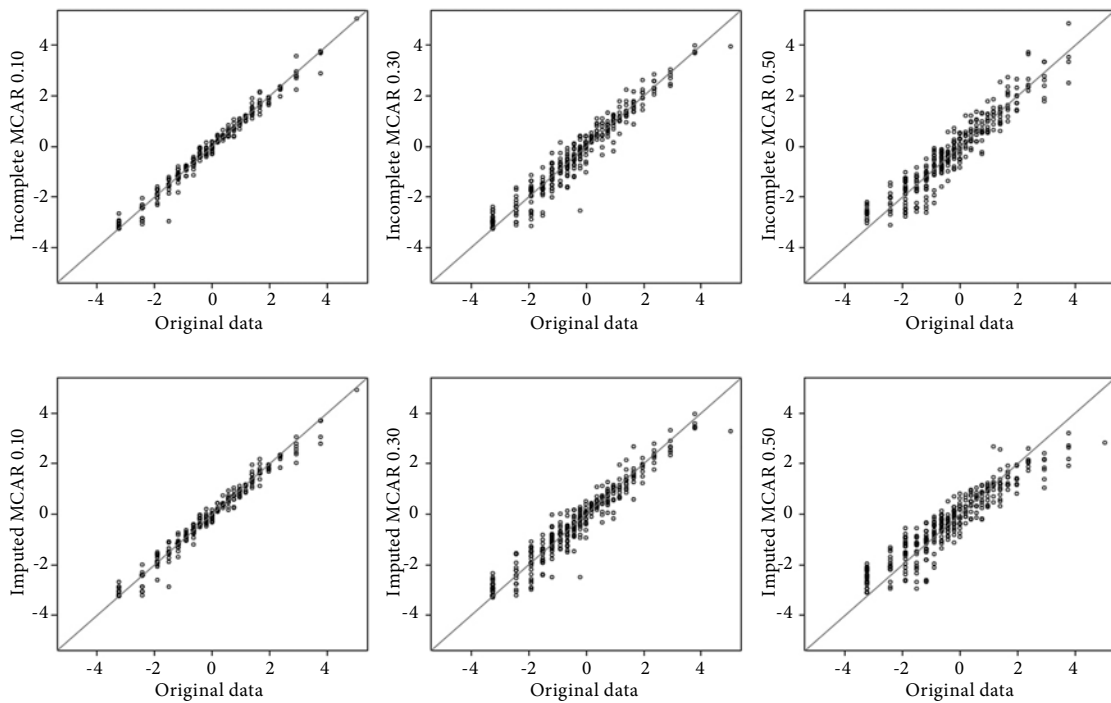 Incomplete MCAR 0.10
4
2
0
-2
-4
-4 -2 0 2 4
Original data
Incomplete MCAR 0.30
4
2
0
-2
-4
-4 -2 0 2 4
Original data
Incomplete MCAR 0.50
4
2
0
-2
-4
-4 -2 0 2 4
Original data
Imputed MCAR 0.10
4
2
0
-2
-4
-4 -2 0 2 4
Original data
Imputed MCAR 0.30
4
2
0
-2
-4
-4 -2 0 2 4
Original data
Imputed MCAR 0.50
4
2
0
-2
-4
-4 -2 0 2 4
Original data